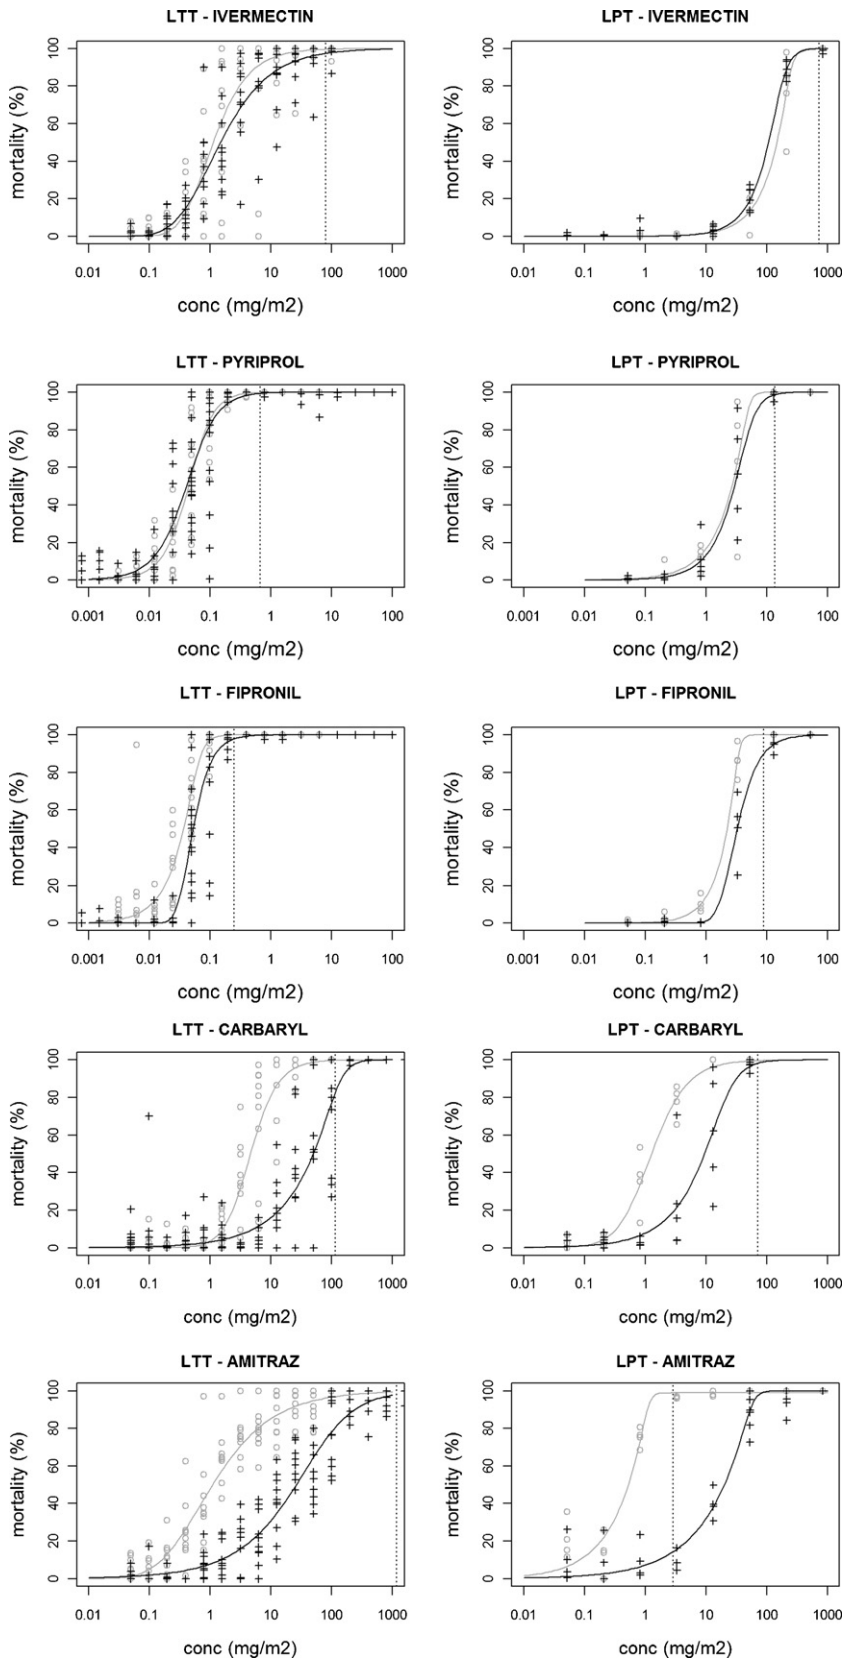 LTT - IVERMECTIN
mortality (%)
0 20 40 60 80 100
0.01 0.1 1 10 100 1000
conc (mg/m2)
LPT - IVERMECTIN
mortality (%)
0 20 40 60 80 100
0.01 0.1 1 10 100 1000
conc (mg/m2)
LTT - PYRIPROL
mortality (%)
0 20 40 60 80 100
0.001 0.01 0.1 1 10 100
conc (mg/m2)
LPT - PYRIPROL
mortality (%)
0 20 40 60 80 100
0.001 0.01 0.1 1 10 100
conc (mg/m2)
LTT - FIPRONIL
mortality (%)
0 20 40 60 80 100
0.001 0.01 0.1 1 10 100
conc (mg/m2)
LPT - FIPRONIL
mortality (%)
0 20 40 60 80 100
0.001 0.01 0.1 1 10 100
conc (mg/m2)
LTT - CARBARYL
mortality (%)
0 20 40 60 80 100
0.01 0.1 1 10 100 1000
conc (mg/m2)
LPT - CARBARYL
mortality (%)
0 20 40 60 80 100
0.01 0.1 1 10 100 1000
conc (mg/m2)
LTT - AMITRAZ
mortality (%)
0 20 40 60 80 100
0.01 0.1 1 10 100 1000
conc (mg/m2)
LPT - AMITRAZ
mortality (%)
0 20 40 60 80 100
0.01 0.1 1 10 100 1000
conc (mg/m2)